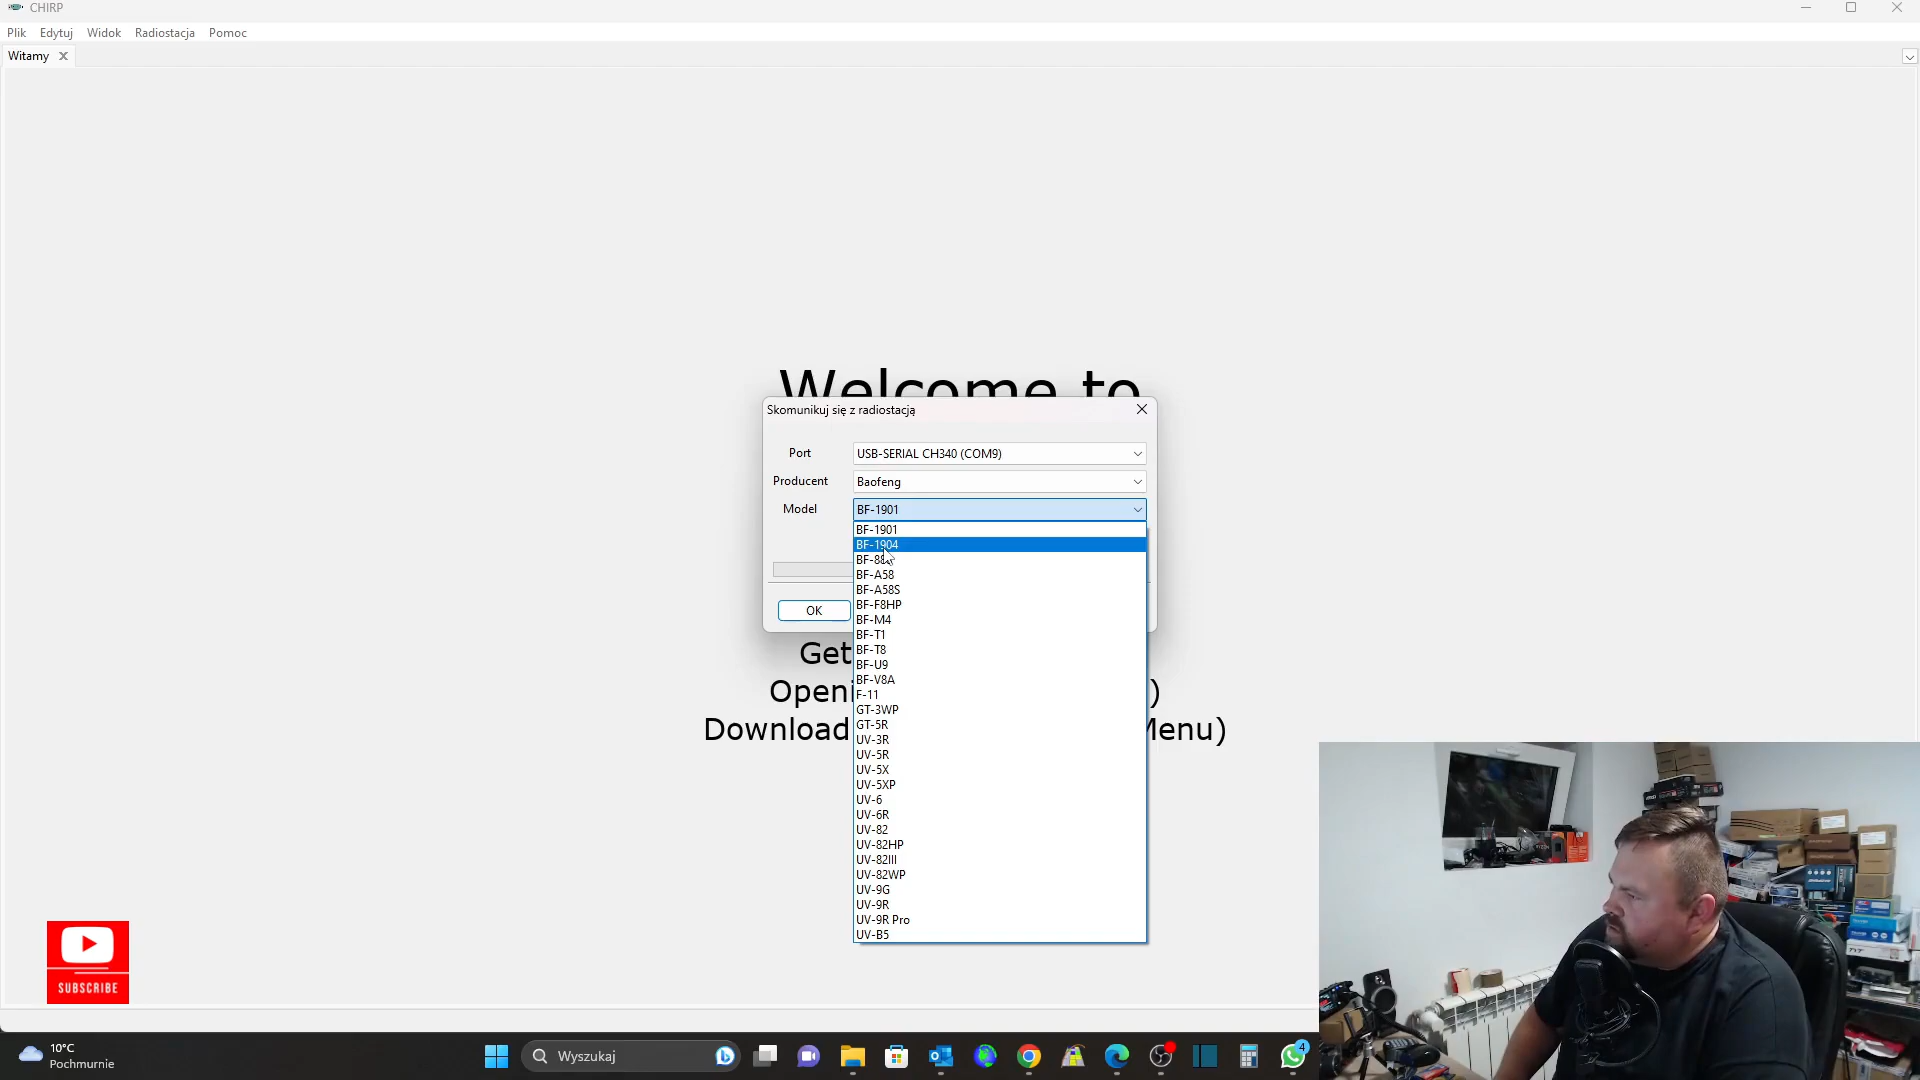 CHIRP
Plik Edytuj Widok Radiostacja Pomoc
Witamy
Welcome to
Skomunikuj się z radiostacją
Port USB-SERIAL CH340 (COM9)
Producent Baofeng
Model BF-1901
BF-1901
BF-1904
BF-A58
BF-A58S
BF-F8HP
BF-M4
BF-T1
BF-T8
BF-U9
BF-V8A
F-11
GT-3WP
GT-5R
UV-3R
UV-5R
UV-5X
UV-5XP
UV-6
UV-6R
UV-82
UV-82HP
UV-82III
UV-82WP
UV-9G
UV-9R
UV-9R Pro
UV-B5
OK
Get
Openi )
Download Menu)
SUBSCRIBE
10°C
Pochmurnie
Wyszukaj
4